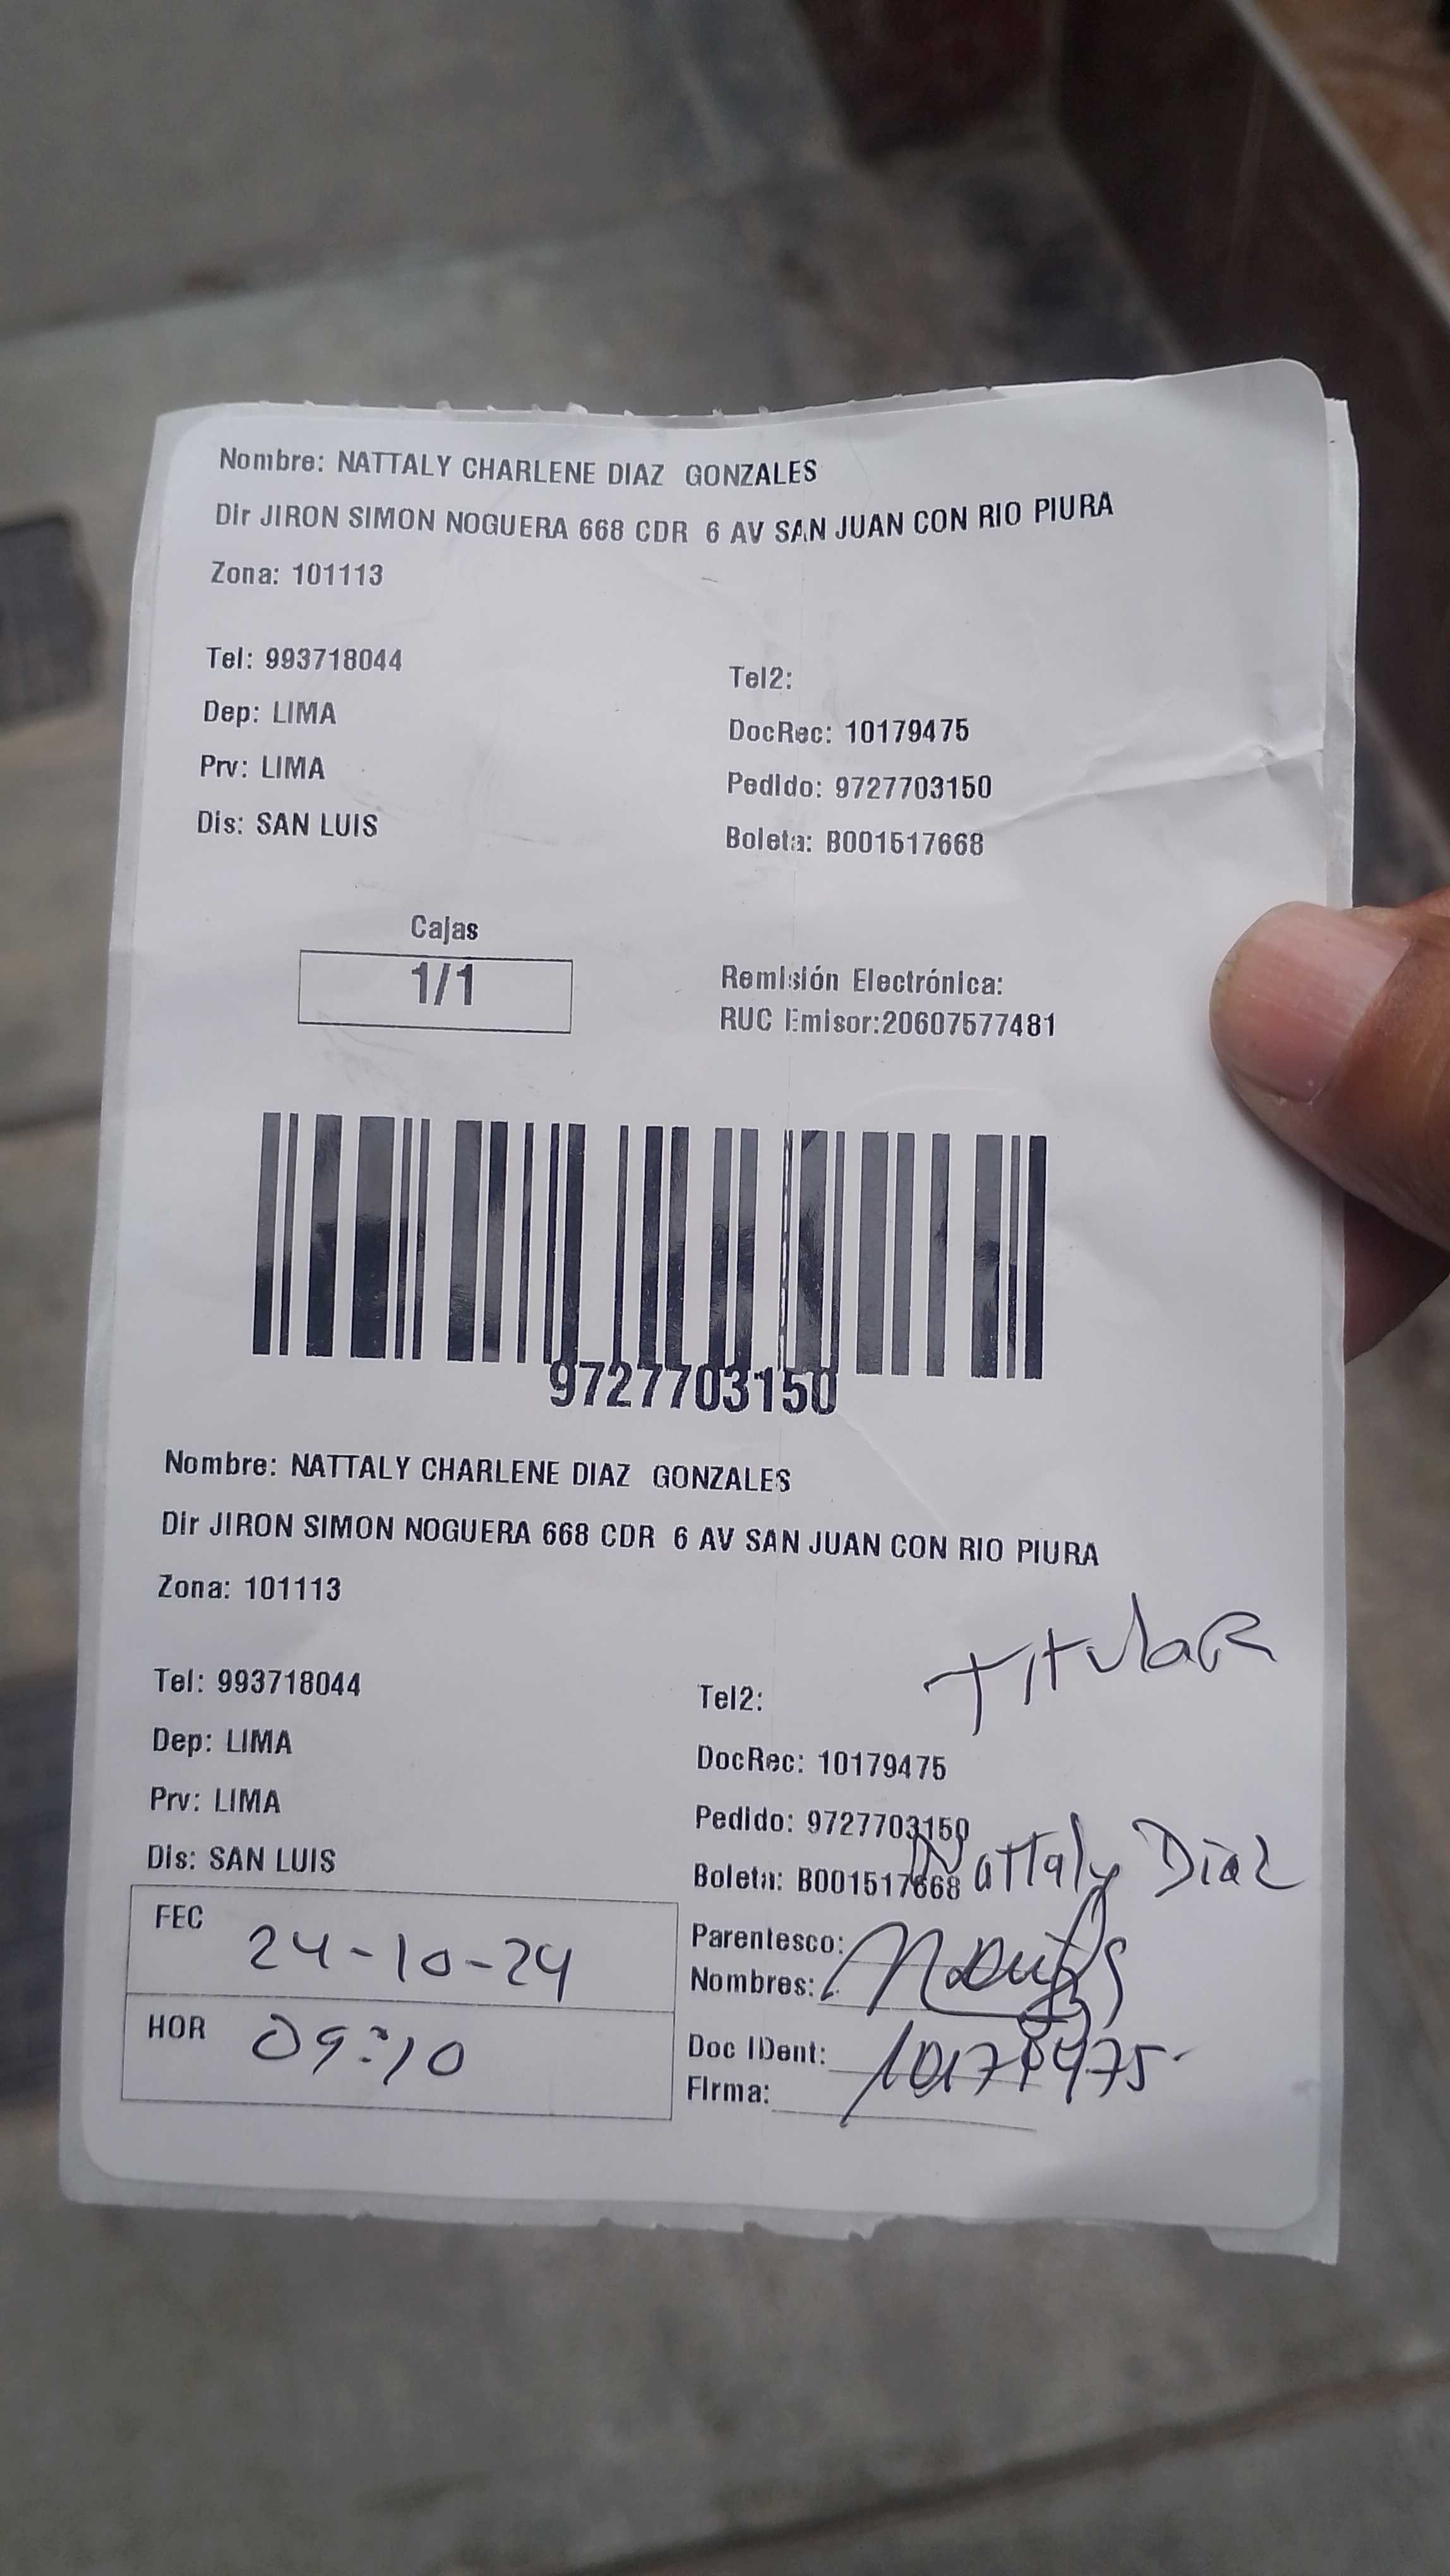 Nombre: NATTALY CHARLENE DIAZ GONZALES
Dir JIRON SIMON NOGUERA 668 CDR 6 AV SAN JUAN CON RIO PIURA
Zona: 101113
Tel: 993718044
Tel2:
Dep: LIMA
DocRec: 10179475
Prv: LIMA
Pedido: 9727703150
Dis: SAN LUIS
Boleta: B001517668
Cajas
1/1
Remisión Electrónica:
RUC Emisor:20607577481
9727703150
Nombre: NATTALY CHARLENE DIAZ GONZALES
Dir JIRON SIMON NOGUERA 668 CDR 6 AV SAN JUAN CON RIO PIURA
Zona: 101113
Titular
Tel: 993718044
Tel2:
Dep: LIMA
DocRec: 10179475
Prv: LIMA
Pedido: 9727703150
Dis: SAN LUIS
Boleta: B001517668
Nattaly Diaz
FEC 24-10-24
Parentesco:
Nombres:
HOR 09:10
Doc IDent: 10179475
Firma: